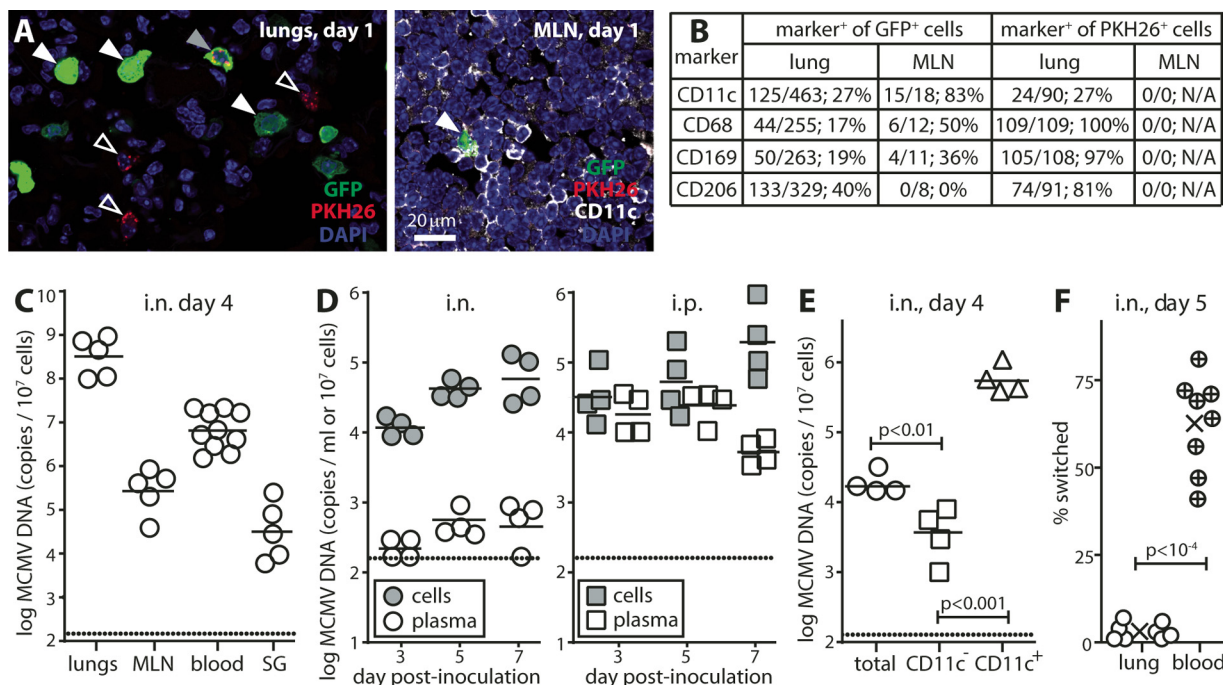 A
lungs, day 1
GFP
PKH26
DAPI
MLN, day 1
GFP
PKH26
CD11c
DAPI
20 µm
B
marker
marker+ of GFP+ cells
marker+ of PKH26+ cells
lung
MLN
lung
MLN
CD11c 125/463; 27% 15/18; 83% 24/90; 27% 0/0; N/A
CD68 44/255; 17% 6/12; 50% 109/109; 100% 0/0; N/A
CD169 50/263; 19% 4/11; 36% 105/108; 97% 0/0; N/A
CD206 133/329; 40% 0/8; 0% 74/91; 81% 0/0; N/A
C
i.n. day 4
log MCMV DNA (copies / 10⁷ cells)
10
9
8
7
6
5
4
3
2
lungs MLN blood SG
D
i.n.
log MCMV DNA (copies / ml or 10⁷ cells)
6
5
4
3
2
1
cells
plasma
3 5 7
day post-inoculation
i.p.
6
5
4
3
2
1
cells
plasma
3 5 7
day post-inoculation
E
i.n., day 4
log MCMV DNA (copies / 10⁷ cells)
6
5
4
3
2
p<0.01
p<0.001
total CD11c⁻ CD11c⁺
F
i.n., day 5
% switched
75
50
25
0
p<10⁻⁴
lung blood